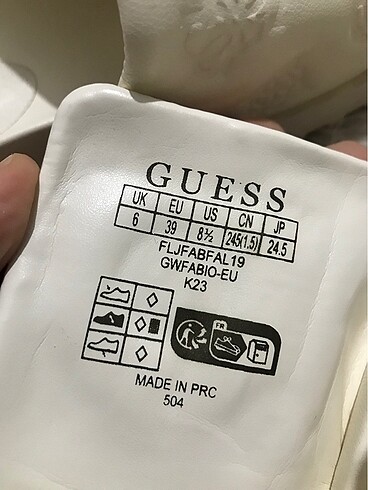 GUESS
UK EU US CN JP
6 39 8½ 245(1.5) 24.5
FLJFABFAL19
GWFABIO-EU
K23
FR
MADE IN PRC
504